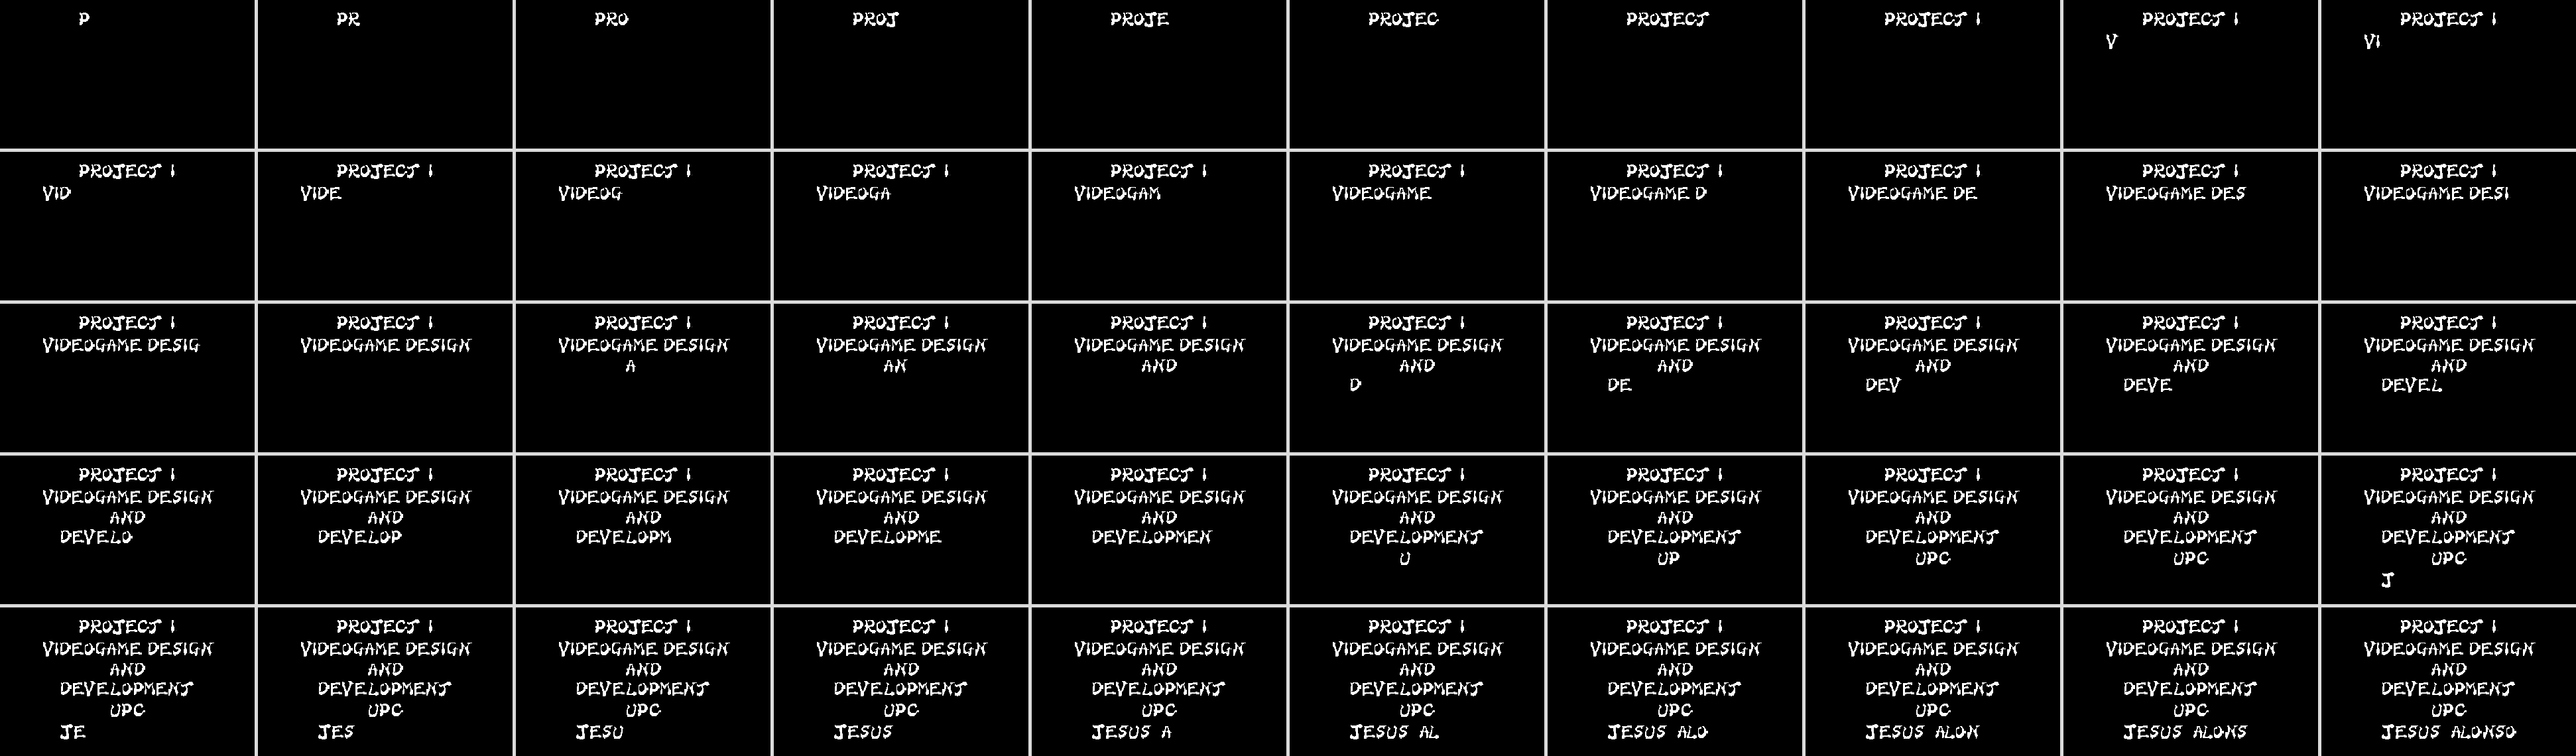 P
PR
PRO
PROJ
PROJE
PROJEC
PROJECT
PROJECT I
PROJECT I
V
PROJECT I
VI
PROJECT I
VID
PROJECT I
VIDE
PROJECT I
VIDEOG
PROJECT I
VIDEOGA
PROJECT I
VIDEOGAM
PROJECT I
VIDEOGAME
PROJECT I
VIDEOGAME D
PROJECT I
VIDEOGAME DE
PROJECT I
VIDEOGAME DES
PROJECT I
VIDEOGAME DESI
PROJECT I
VIDEOGAME DESIG
PROJECT I
VIDEOGAME DESIGN
PROJECT I
VIDEOGAME DESIGN
A
PROJECT I
VIDEOGAME DESIGN
AN
PROJECT I
VIDEOGAME DESIGN
AND
PROJECT I
VIDEOGAME DESIGN
AND
D
PROJECT I
VIDEOGAME DESIGN
AND
DE
PROJECT I
VIDEOGAME DESIGN
AND
DEV
PROJECT I
VIDEOGAME DESIGN
AND
DEVE
PROJECT I
VIDEOGAME DESIGN
AND
DEVEL
PROJECT I
VIDEOGAME DESIGN
AND
DEVELO
PROJECT I
VIDEOGAME DESIGN
AND
DEVELOP
PROJECT I
VIDEOGAME DESIGN
AND
DEVELOPM
PROJECT I
VIDEOGAME DESIGN
AND
DEVELOPME
PROJECT I
VIDEOGAME DESIGN
AND
DEVELOPMEN
PROJECT I
VIDEOGAME DESIGN
AND
DEVELOPMENT
U
PROJECT I
VIDEOGAME DESIGN
AND
DEVELOPMENT
UP
PROJECT I
VIDEOGAME DESIGN
AND
DEVELOPMENT
UPC
PROJECT I
VIDEOGAME DESIGN
AND
DEVELOPMENT
UPC
PROJECT I
VIDEOGAME DESIGN
AND
DEVELOPMENT
UPC
J
PROJECT I
VIDEOGAME DESIGN
AND
DEVELOPMENT
UPC
JE
PROJECT I
VIDEOGAME DESIGN
AND
DEVELOPMENT
UPC
JES
PROJECT I
VIDEOGAME DESIGN
AND
DEVELOPMENT
UPC
JESU
PROJECT I
VIDEOGAME DESIGN
AND
DEVELOPMENT
UPC
JESUS
PROJECT I
VIDEOGAME DESIGN
AND
DEVELOPMENT
UPC
JESUS A
PROJECT I
VIDEOGAME DESIGN
AND
DEVELOPMENT
UPC
JESUS AL
PROJECT I
VIDEOGAME DESIGN
AND
DEVELOPMENT
UPC
JESUS ALO
PROJECT I
VIDEOGAME DESIGN
AND
DEVELOPMENT
UPC
JESUS ALON
PROJECT I
VIDEOGAME DESIGN
AND
DEVELOPMENT
UPC
JESUS ALONS
PROJECT I
VIDEOGAME DESIGN
AND
DEVELOPMENT
UPC
JESUS ALONSO